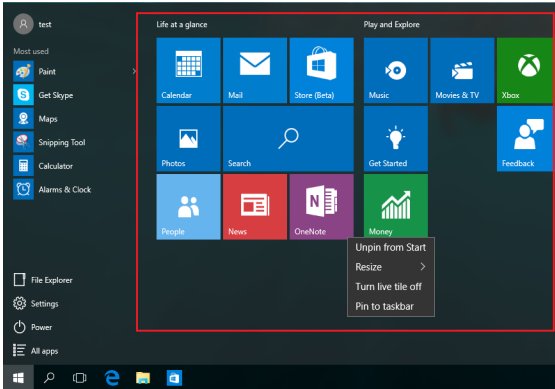 test
Most used
Paint
Get Skype
Maps
Snipping Tool
Calculator
Alarms & Clock
File Explorer
Settings
Power
All apps
Life at a glance
Calendar
Mail
Store (Beta)
Photos
Search
People
News
OneNote
Play and Explore
Music
Movies & TV
Xbox
Get Started
Feedback
Money
Unpin from Start
Resize
Turn live tile off
Pin to taskbar